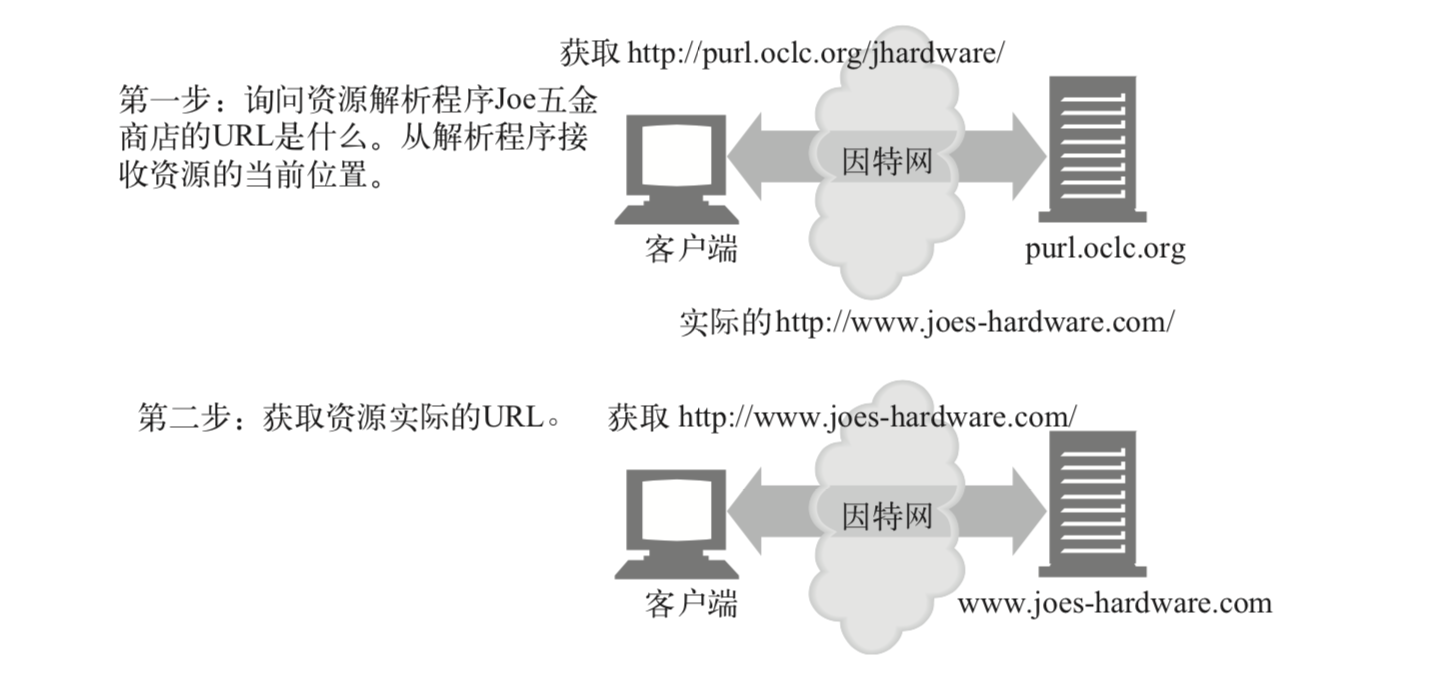 获取 http://purl.oclc.org/jhardware/
第一步：询问资源解析程序Joe五金
商店的URL是什么。从解析程序接
收资源的当前位置。
因特网
客户端
purl.oclc.org
实际的http://www.joes-hardware.com/
第二步：获取资源实际的URL。
获取 http://www.joes-hardware.com/
因特网
客户端
www.joes-hardware.com